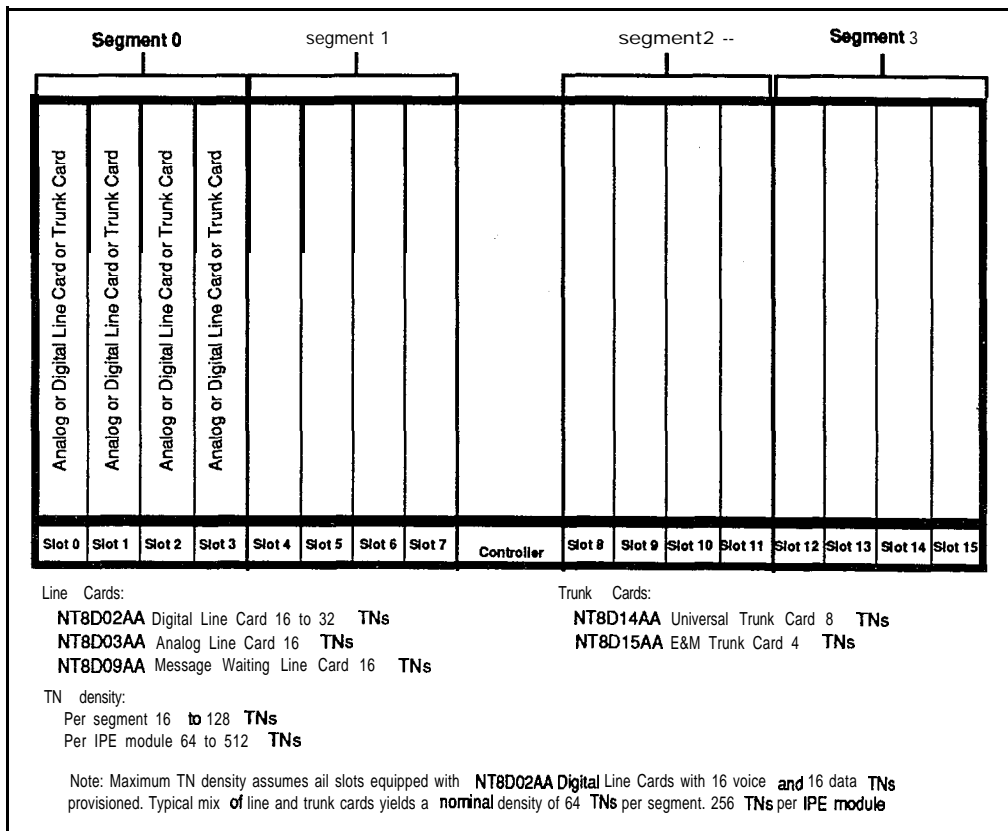 Segment 0 segment 1 segment2 -- Segment 3
Analog or Digital Line Card or Trunk Card
Analog or Digital Line Card or Trunk Card
Analog or Digital Line Card or Trunk Card
Analog or Digital Line Card or Trunk Card
Slot 0 Slot 1 Slot 2 Slot 3 Slot 4 Slot 5 Slot 6 Slot 7 Controller Slot 8 Slot 9 Slot 10 Slot 11 Slot 12 Slot 13 Slot 14 Slot 15
Line Cards:
NT8D02AA Digital Line Card 16 to 32 TNs
NT8D03AA Analog Line Card 16 TNs
NT8D09AA Message Waiting Line Card 16 TNs
Trunk Cards:
NT8D14AA Universal Trunk Card 8 TNs
NT8D15AA E&M Trunk Card 4 TNs
TN density:
Per segment 16 to 128 TNs
Per IPE module 64 to 512 TNs
Note: Maximum TN density assumes ail slots equipped with NT8D02AA Digital Line Cards with 16 voice and 16 data TNs
provisioned. Typical mix of line and trunk cards yields a nominal density of 64 TNs per segment. 256 TNs per IPE module